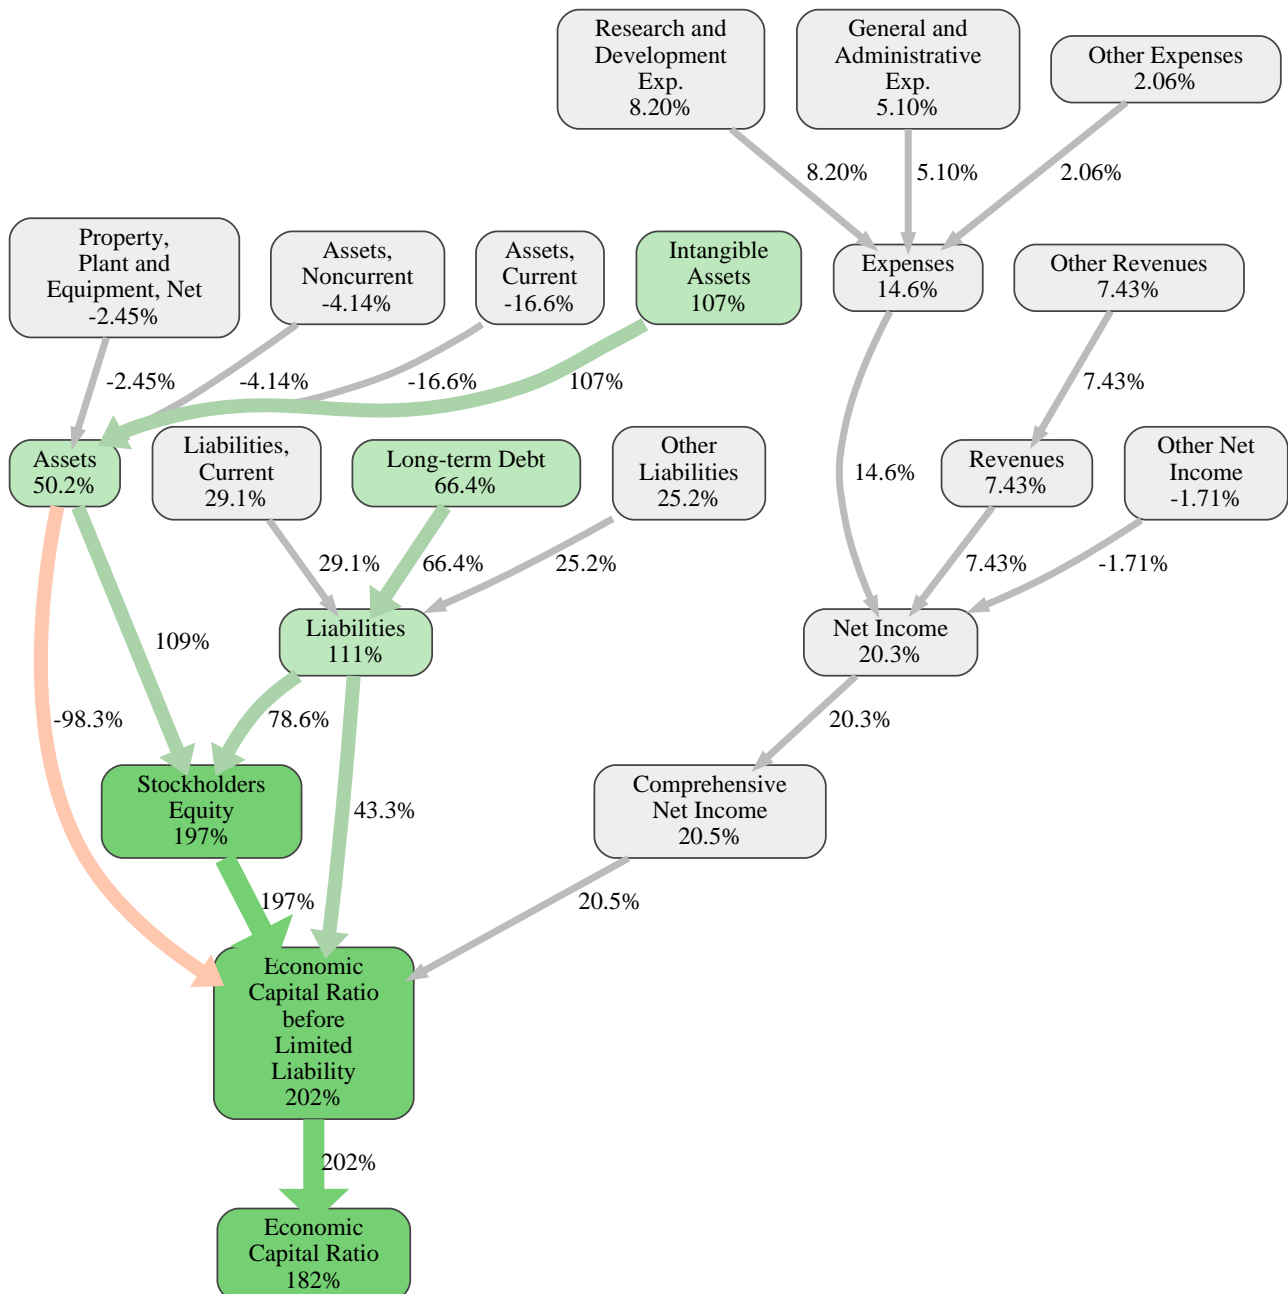 Research and
Development
Exp.
8.20%
General and
Administrative
Exp.
5.10%
Other Expenses
2.06%
8.20%
5.10%
2.06%
Property,
Plant and
Equipment, Net
-2.45%
Assets,
Noncurrent
-4.14%
Assets,
Current
-16.6%
Intangible
Assets
107%
Expenses
14.6%
Other Revenues
7.43%
-2.45%
-4.14%
-16.6%
107%
7.43%
Assets
50.2%
Liabilities,
Current
29.1%
Long-term Debt
66.4%
Other
Liabilities
25.2%
14.6%
Revenues
7.43%
Other Net
Income
-1.71%
29.1%
66.4%
25.2%
7.43%
-1.71%
109%
Liabilities
111%
Net Income
20.3%
-98.3%
78.6%
20.3%
Stockholders
Equity
197%
43.3%
Comprehensive
Net Income
20.5%
197%
20.5%
Economic
Capital Ratio
before
Limited
Liability
202%
202%
Economic
Capital Ratio
182%